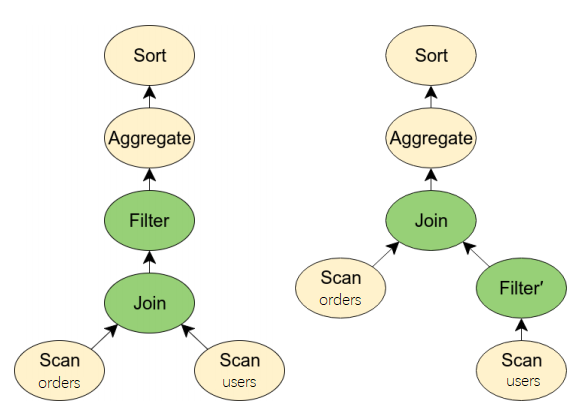 Sort
Aggregate
Filter
Join
Scan
orders
Scan
users
Sort
Aggregate
Join
Scan
orders
Filter′
Scan
users